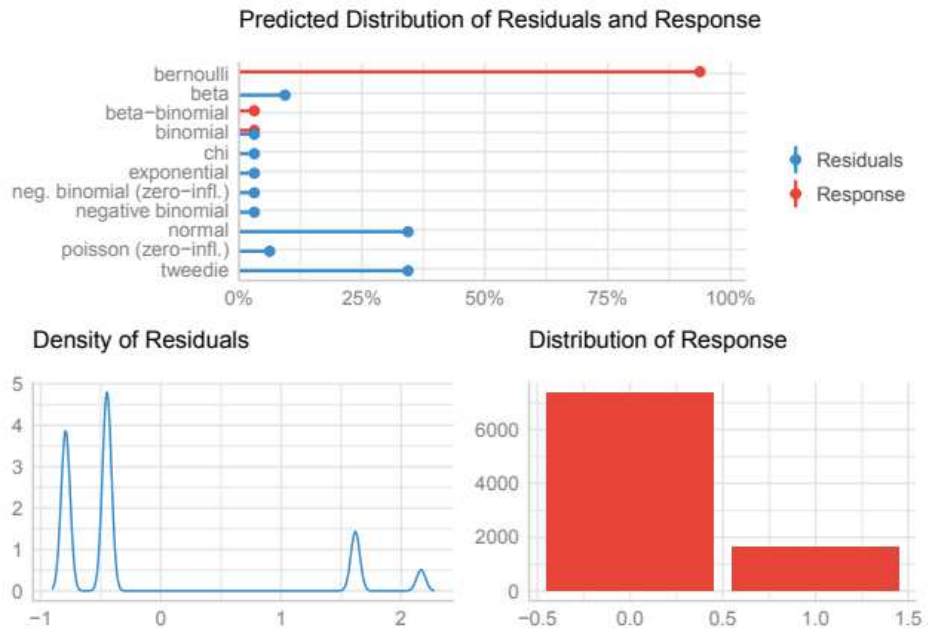 Predicted Distribution of Residuals and Response
bernoulli
beta
beta−binomial
binomial
chi
exponential
neg. binomial (zero−infl.)
negative binomial
normal
poisson (zero−infl.)
tweedie
0% 25% 50% 75% 100%
Residuals
Response
Density of Residuals
5
4
3
2
1
0
−1 0 1 2
Distribution of Response
6000
4000
2000
0
−0.5 0.0 0.5 1.0 1.5